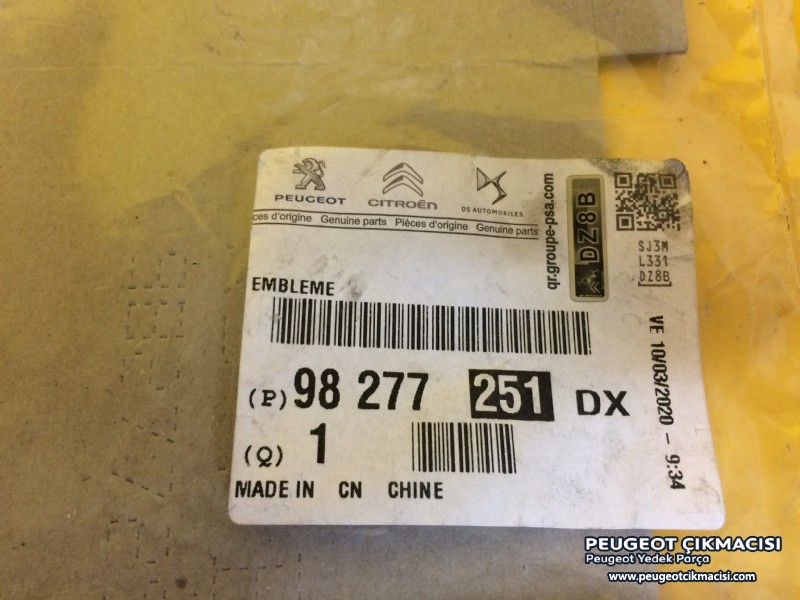 PEUGEOT
CITROËN
DS AUTOMOBILES
ces d'origine Genuine parts Pièces d'origine Genuine parts
qr.groupe-psa.com
DZ8B
SJ3M
L331
DZ8B
EMBLEME
(P) 98 277 251 DX
(Q) 1
MADE IN CN CHINE
VE 10/03/2020 - 9:34
PEUGEOT ÇIKMACISI
Peugeot Yedek Parça
www.peugeotcikmacisi.com